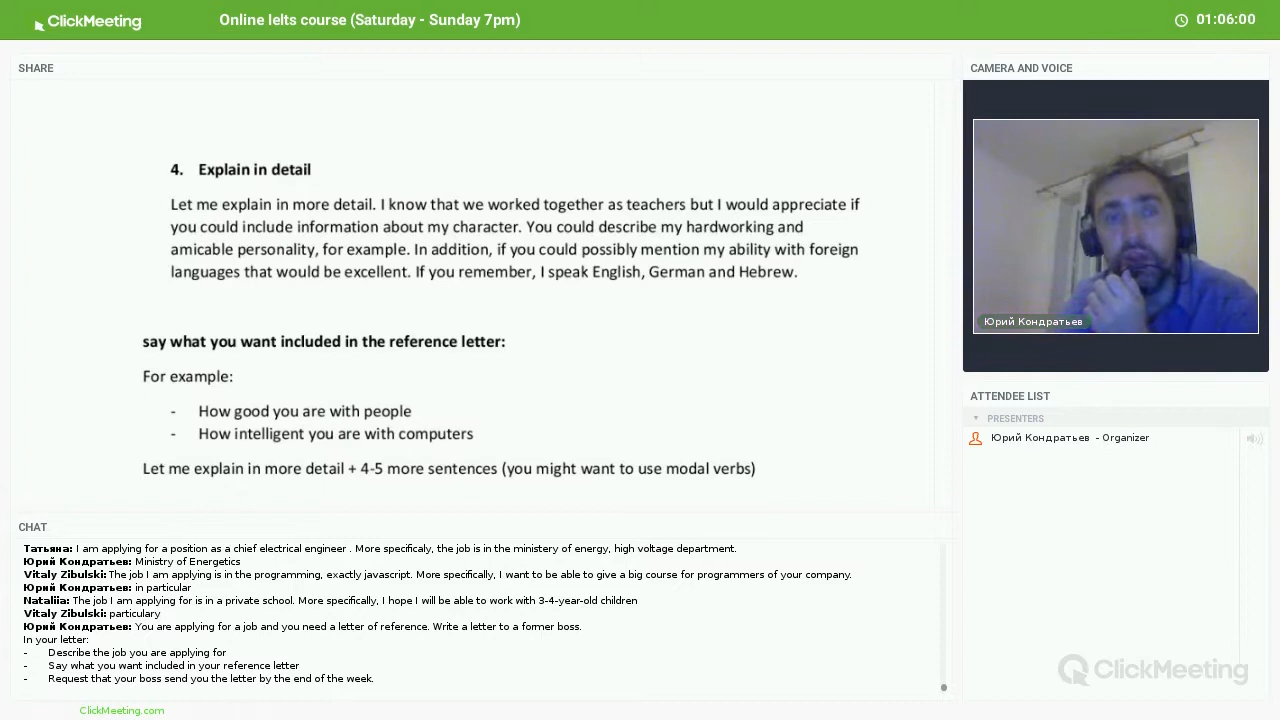 ClickMeeting
Online Ielts course (Saturday - Sunday 7pm)
01:06:00
SHARE
4. Explain in detail
Let me explain in more detail. I know that we worked together as teachers but I would appreciate if
you could include information about my character. You could describe my hardworking and
amicable personality, for example. In addition, if you could possibly mention my ability with foreign
languages that would be excellent. If you remember, I speak English, German and Hebrew.
say what you want included in the reference letter:
For example:
- How good you are with people
- How intelligent you are with computers
Let me explain in more detail + 4-5 more sentences (you might want to use modal verbs)
CHAT
Татьяна: I am applying for a position as a chief electrical engineer . More specificaly, the job is in the ministery of energy, high voltage department.
Юрий Кондратьев: Ministry of Energetics
Vitaly Zibulski: The job I am applying is in the programming, exactly javascript. More specifically, I want to be able to give a big course for programmers of your company.
Юрий Кондратьев: in particular
Nataliia: The job I am applying for is in a private school. More specifically, I hope I will be able to work with 3-4-year-old children
Vitaly Zibulski: particulary
Юрий Кондратьев: You are applying for a job and you need a letter of reference. Write a letter to a former boss.
In your letter:
- Describe the job you are applying for
- Say what you want included in your reference letter
- Request that your boss send you the letter by the end of the week.
ClickMeeting.com
CAMERA AND VOICE
Юрий Кондратьев
ATTENDEE LIST
PRESENTERS
Юрий Кондратьев - Organizer
ClickMeeting